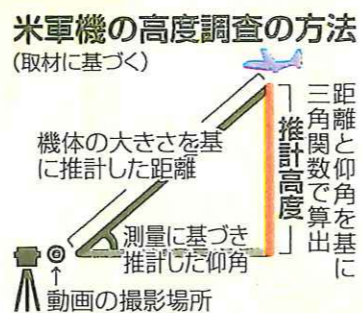 米軍機の高度調査の方法
(取材に基づく)
機体の大きさを基
に推計した距離
距離と仰角を基に
三角関数で算出
推計高度
測量に基づき
推計した仰角
動画の撮影場所